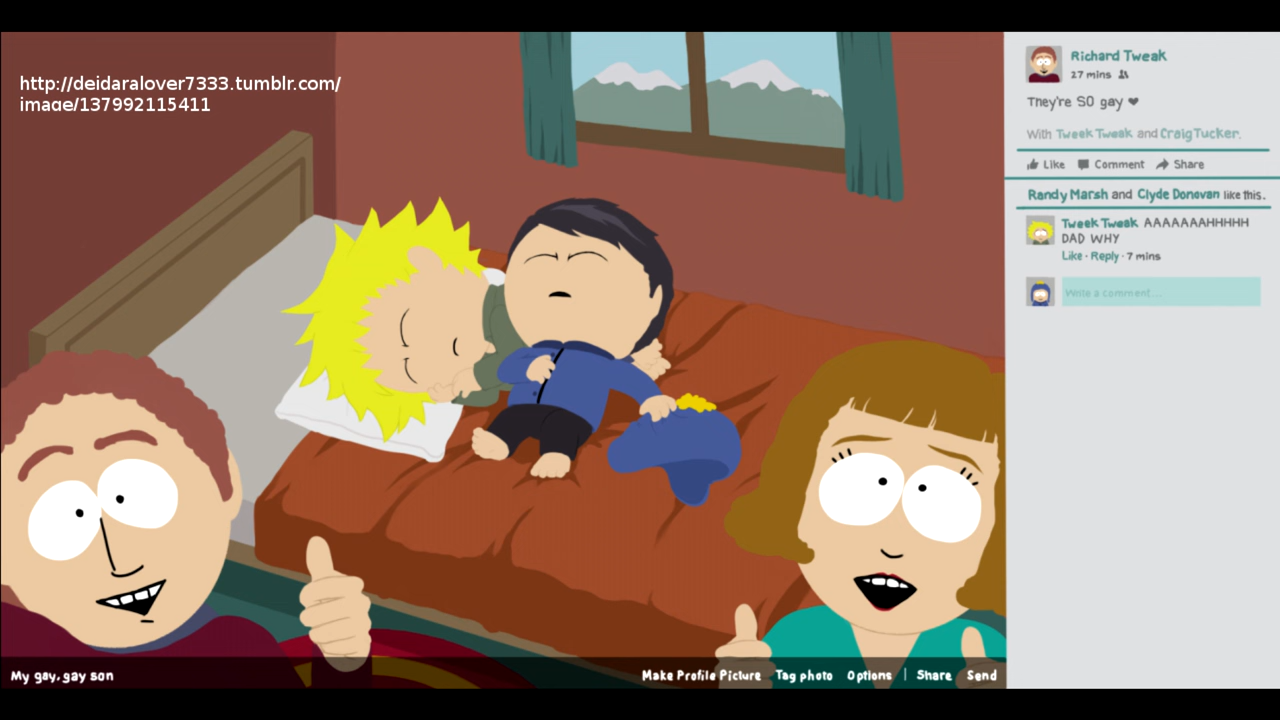 http://deidaralover7333.tumblr.com/
image/137992115411
Richard Tweak
27 mins
They're SO gay ❤
With Tweek Tweak and Craig Tucker.
Like Comment Share
Randy Marsh and Clyde Donovan like this.
Tweek Tweak AAAAAAAHHHHH
DAD WHY
Like · Reply · 7 mins
Write a comment...
My gay, gay son
Make Profile Picture Tag photo Options | Share Send